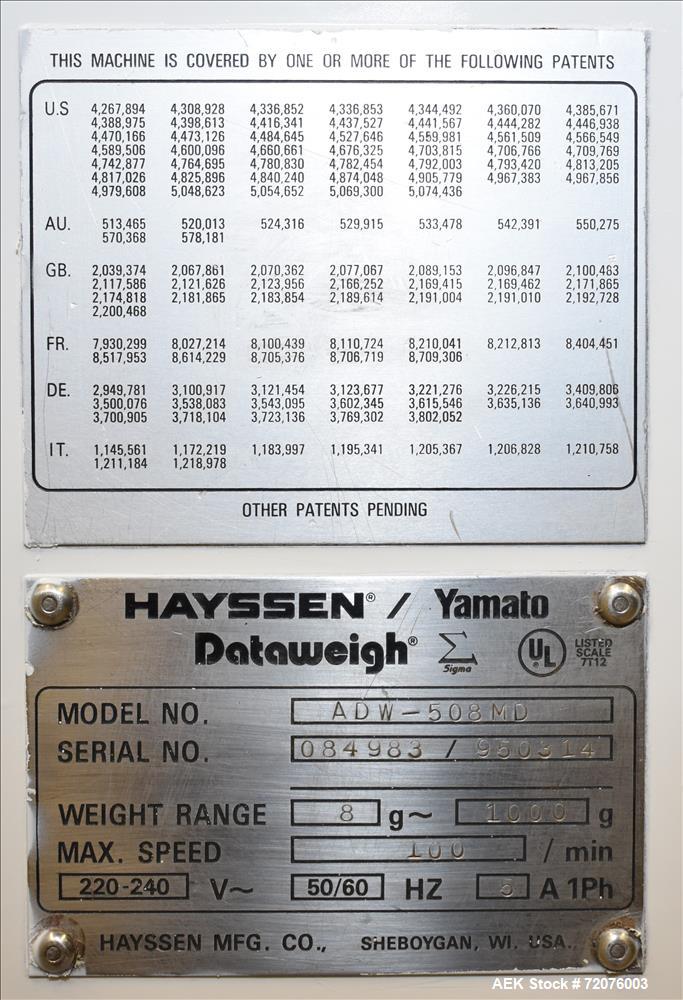 THIS MACHINE IS COVERED BY ONE OR MORE OF THE FOLLOWING PATENTS
U.S 4,267,894 4,308,928 4,336,852 4,336,853 4,344,492 4,360,070 4,385,671
4,388,975 4,398,613 4,416,341 4,437,527 4,441,567 4,444,282 4,446,938
4,470,166 4,473,126 4,484,645 4,527,646 4,559,981 4,561,509 4,566,549
4,589,506 4,600,096 4,660,661 4,676,325 4,703,815 4,706,766 4,709,769
4,742,877 4,764,695 4,780,830 4,782,454 4,792,003 4,793,420 4,813,205
4,817,026 4,825,896 4,840,240 4,874,048 4,905,779 4,967,383 4,967,856
4,979,608 5,048,623 5,054,652 5,069,300 5,074,436
AU. 513,465 520,013 524,316 529,915 533,478 542,391 550,275
570,368 578,181
GB. 2,039,374 2,067,861 2,070,362 2,077,067 2,089,153 2,096,847 2,100,483
2,117,586 2,121,626 2,123,956 2,166,252 2,169,415 2,169,462 2,171,865
2,174,818 2,181,865 2,183,854 2,189,614 2,191,004 2,191,010 2,192,728
2,200,468
FR. 7,930,299 8,027,214 8,100,439 8,110,724 8,210,041 8,212,813 8,404,451
8,517,953 8,614,229 8,705,376 8,706,719 8,709,306
DE. 2,949,781 3,100,917 3,121,454 3,123,677 3,221,276 3,226,215 3,409,806
3,500,076 3,538,083 3,543,095 3,602,345 3,615,546 3,635,136 3,640,993
3,700,905 3,718,104 3,723,136 3,769,302 3,802,052
IT. 1,145,561 1,172,219 1,183,997 1,195,341 1,205,367 1,206,828 1,210,758
1,211,184 1,218,978
OTHER PATENTS PENDING
HAYSSEN® / Yamato
Dataweigh® Σ Sigma UL® LISTED SCALE 7T12
MODEL NO. ADW-508MD
SERIAL NO. 084983 / 950314
WEIGHT RANGE 8 g~ 1000 g
MAX. SPEED 100 / min
220-240 V~ 50/60 HZ 5 A 1Ph
HAYSSEN MFG. CO., SHEBOYGAN, WI. USA.
AEK Stock # 72076003